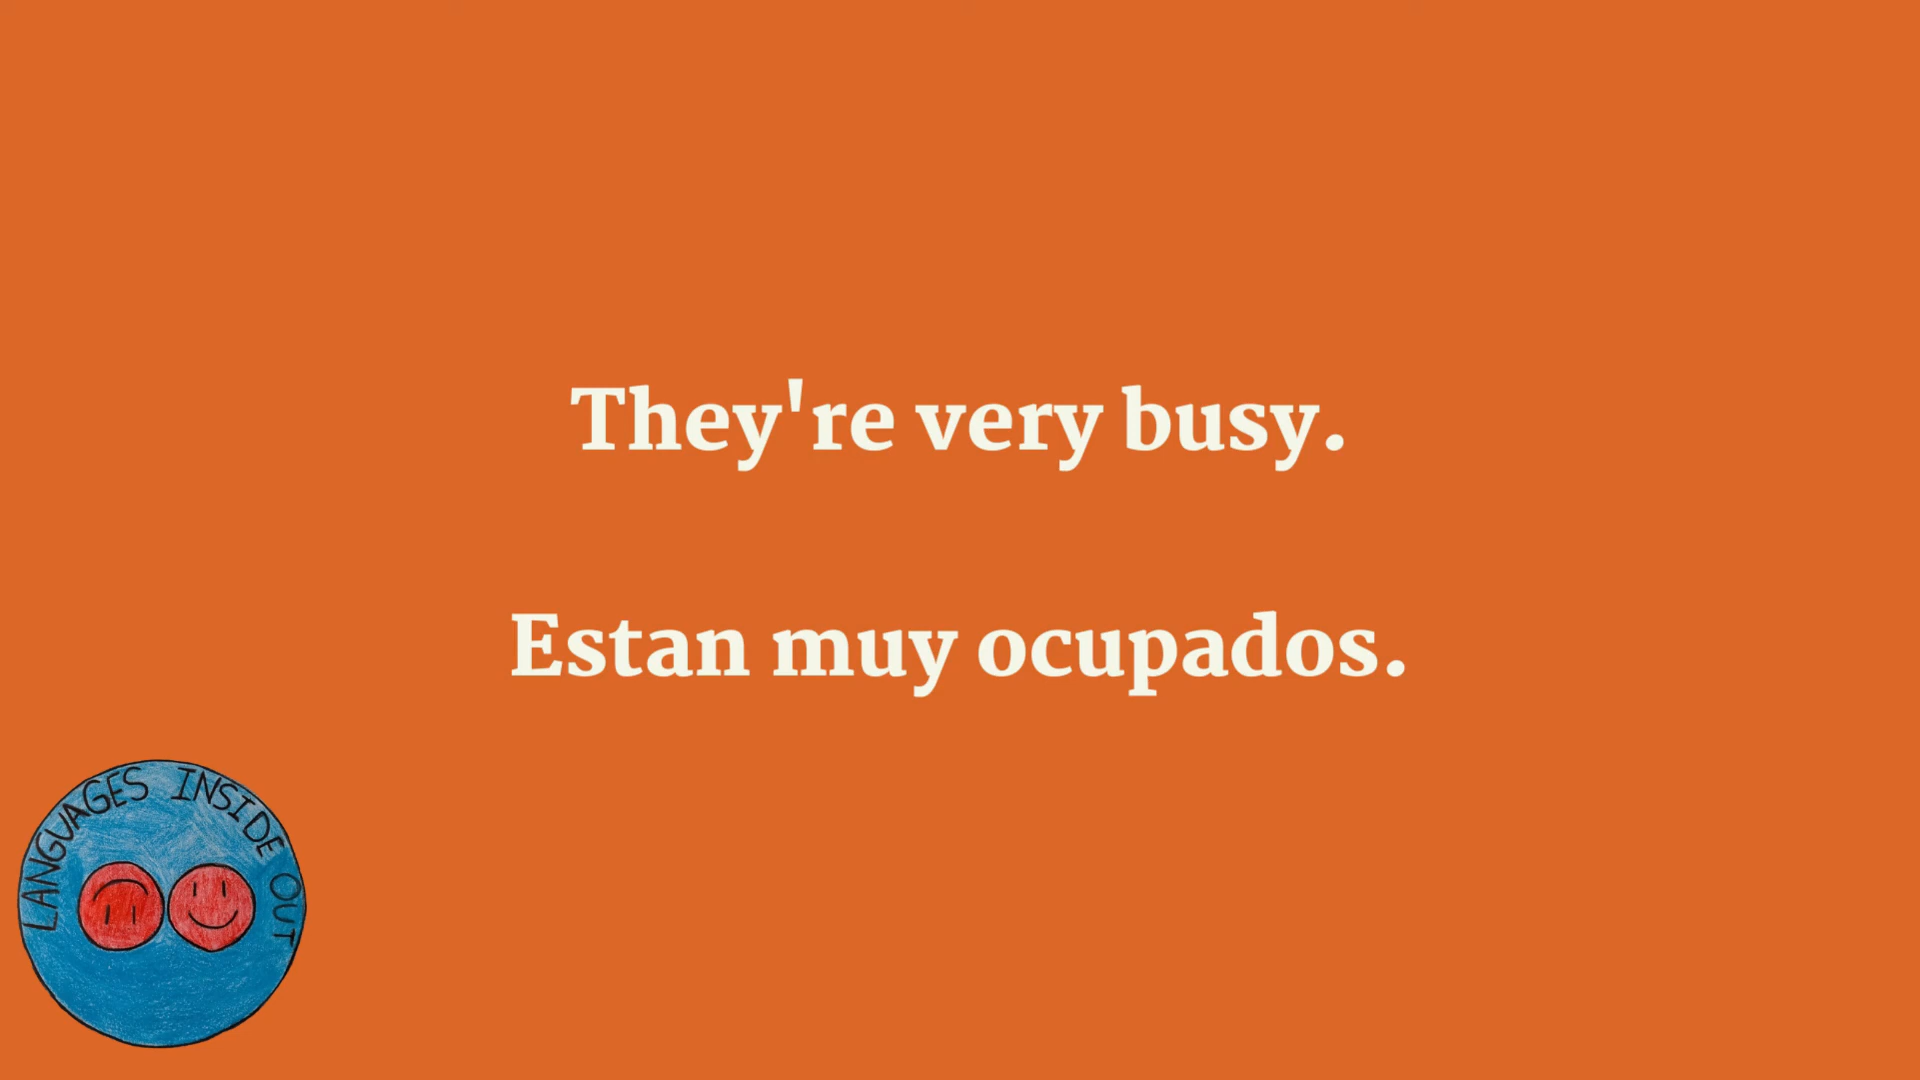 They're very busy.
Estan muy ocupados.
LANGUAGES INSIDE OUT